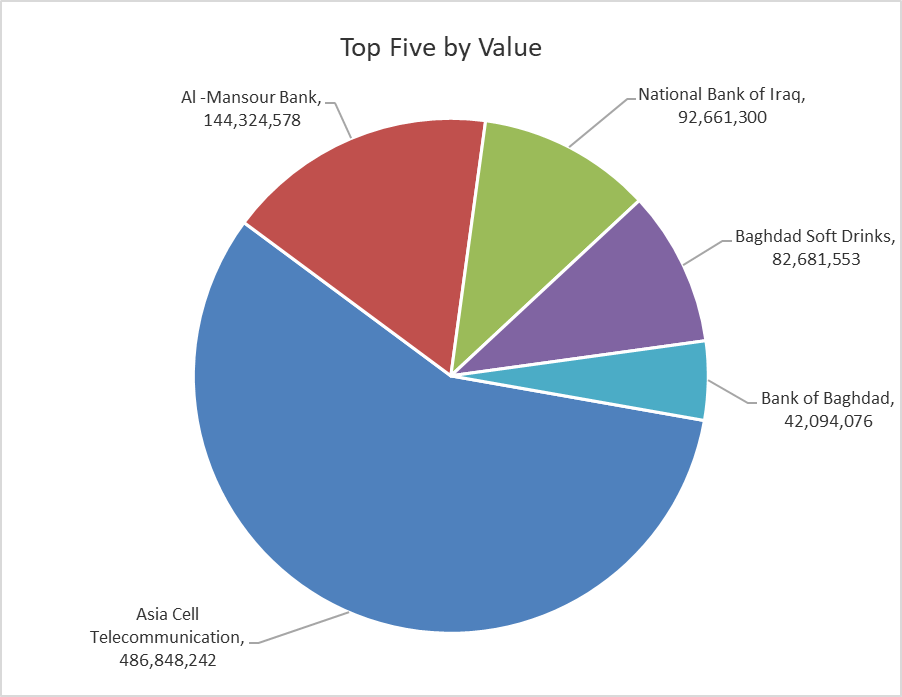 Top Five by Value
Al -Mansour Bank,
144,324,578
National Bank of Iraq,
92,661,300
Baghdad Soft Drinks,
82,681,553
Bank of Baghdad,
42,094,076
Asia Cell
Telecommunication,
486,848,242